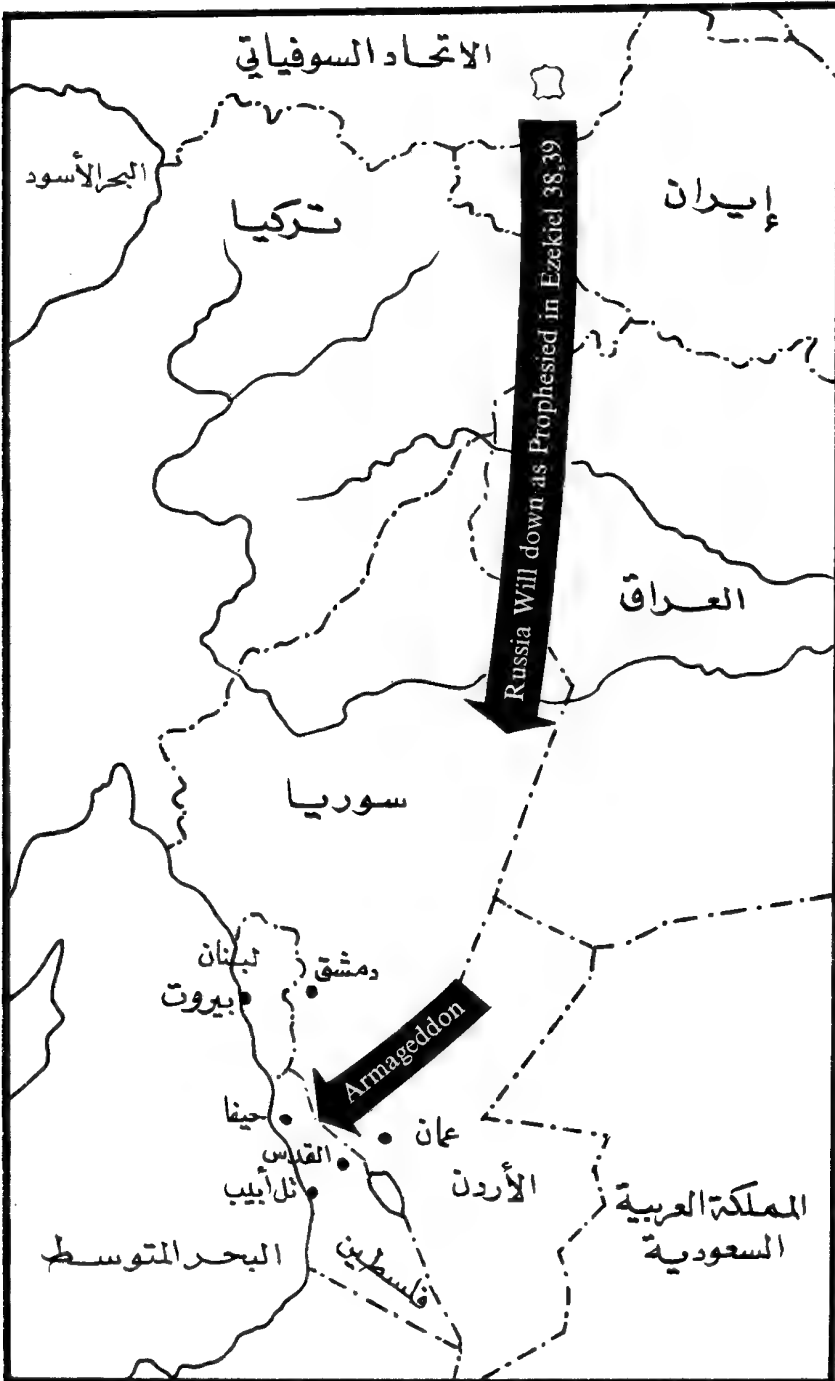 الاتحاد السوفياتي
البحر الأسود
تركيا
إيران
Russia Will down as Prophesied in Ezekiel 38,39
العراق
سوريا
لبنان
دمشق
بيروت
Armageddon
حيفا
عمان
القدس
تل أبيب
الأردن
المملكة العربية
السعودية
البحر المتوسط
فلسطين